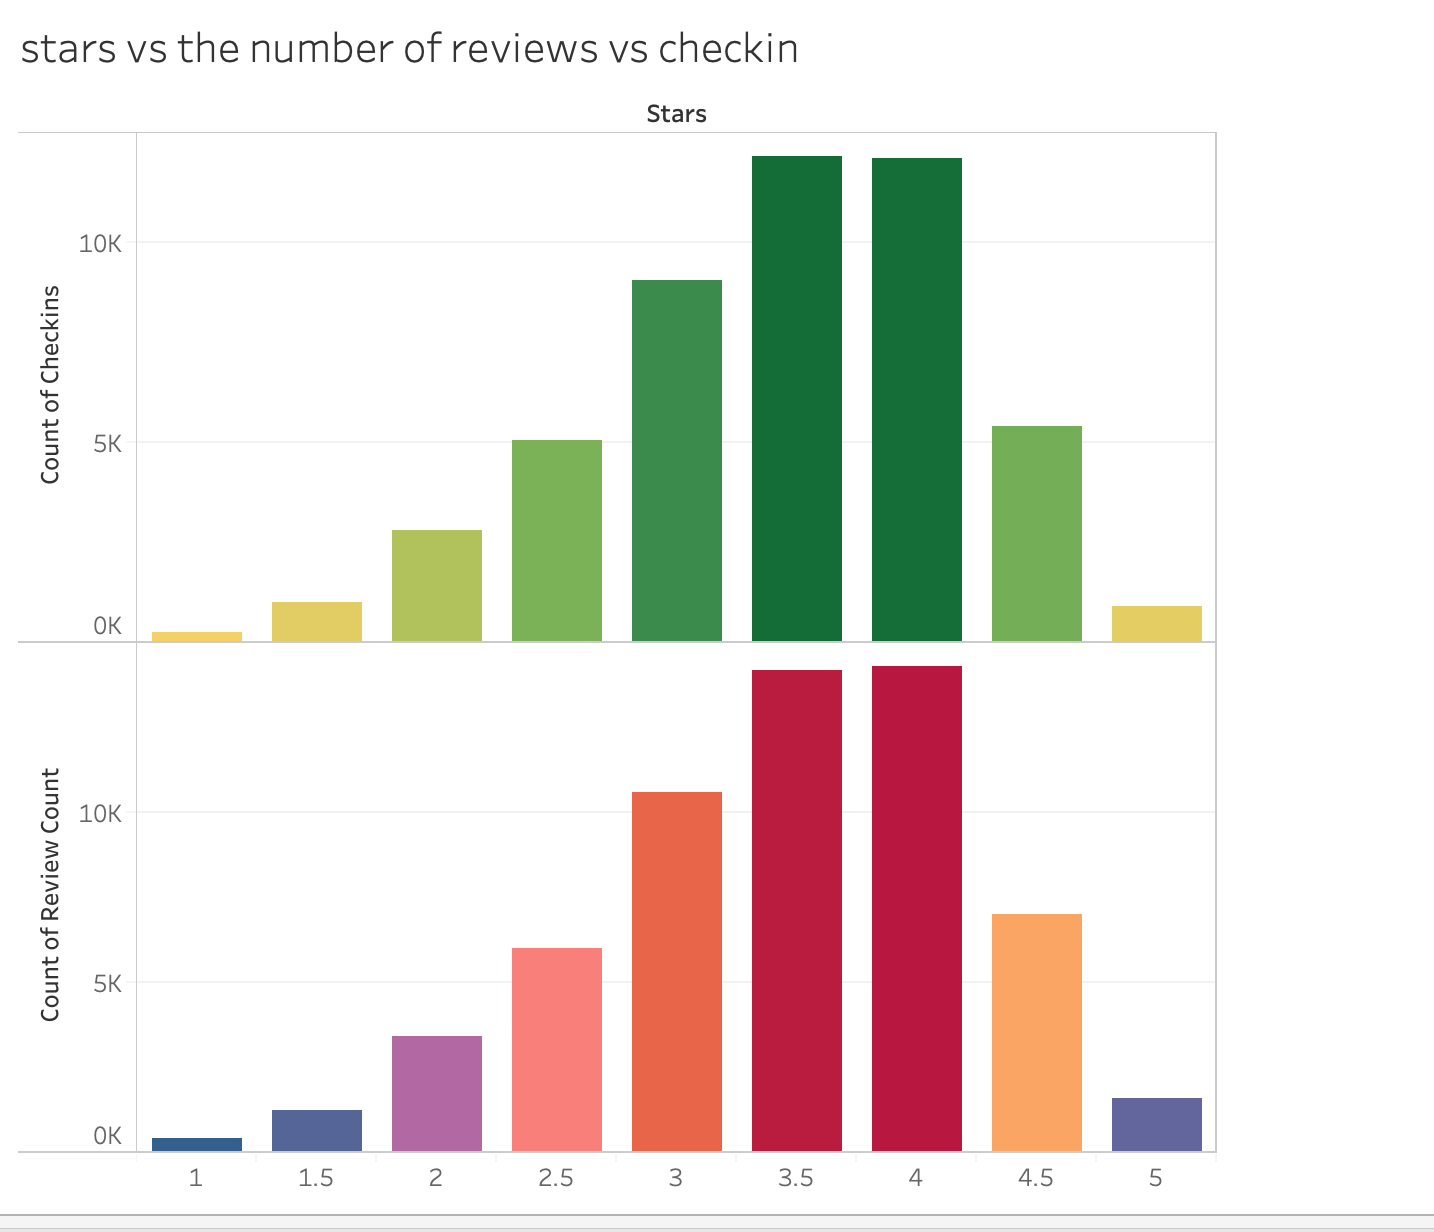 stars vs the number of reviews vs checkin
Stars
Count of Checkins
10K
5K
0K
Count of Review Count
10K
5K
0K
1 1.5 2 2.5 3 3.5 4 4.5 5